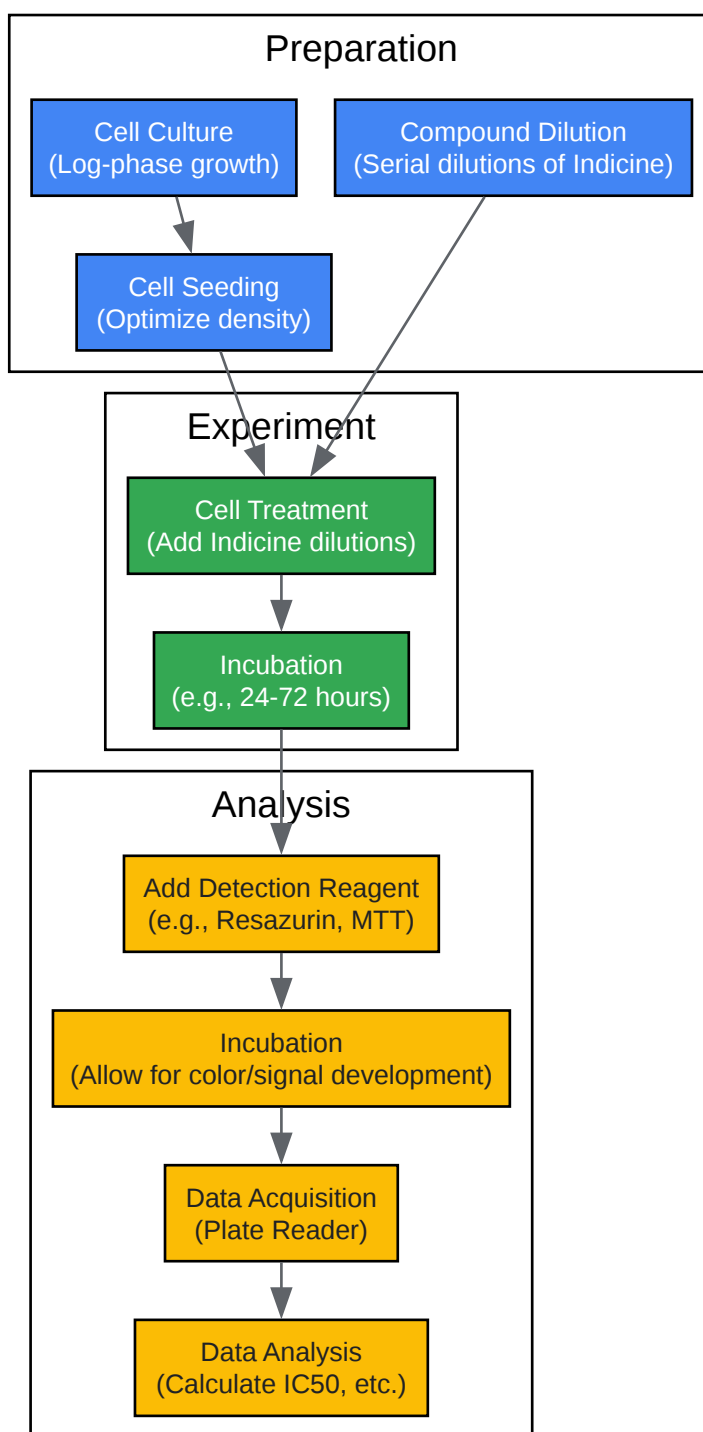 Preparation
Cell Culture
(Log-phase growth)
Compound Dilution
(Serial dilutions of Indicine)
Cell Seeding
(Optimize density)
Experiment
Cell Treatment
(Add Indicine dilutions)
Incubation
(e.g., 24-72 hours)
Analysis
Add Detection Reagent
(e.g., Resazurin, MTT)
Incubation
(Allow for color/signal development)
Data Acquisition
(Plate Reader)
Data Analysis
(Calculate IC50, etc.)